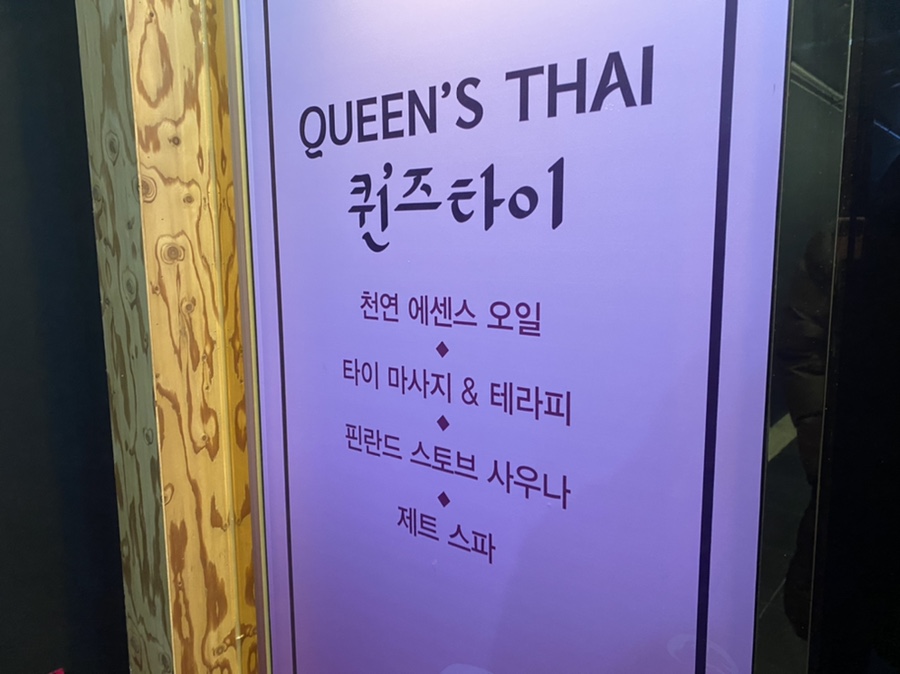 QUEEN'S THAI
퀸즈타이
천연 에센스 오일
타이 마사지 & 테라피
핀란드 스토브 사우나
제트 스파